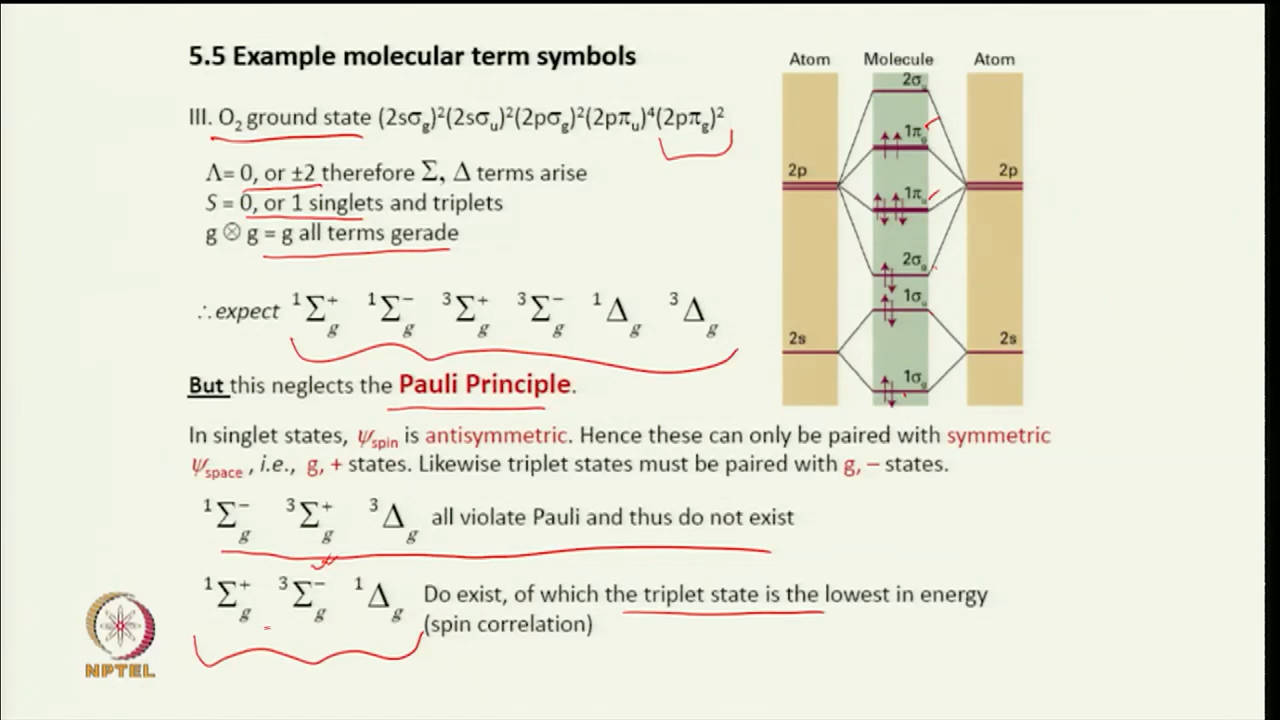 5.5 Example molecular term symbols
III. O₂ ground state (2sσg)²(2sσu)²(2pσg)²(2pπu)⁴(2pπg)²
Λ= 0, or ±2 therefore Σ, Δ terms arise
S = 0, or 1 singlets and triplets
g ⊗ g = g all terms gerade
∴ expect ¹Σg⁺ ¹Σg⁻ ³Σg⁺ ³Σg⁻ ¹Δg ³Δg
But this neglects the Pauli Principle.
In singlet states, ψspin is antisymmetric. Hence these can only be paired with symmetric
ψspace , i.e., g, + states. Likewise triplet states must be paired with g, – states.
¹Σg⁻ ³Σg⁺ ³Δg all violate Pauli and thus do not exist
¹Σg⁺ ³Σg⁻ ¹Δg Do exist, of which the triplet state is the lowest in energy
(spin correlation)
Atom Molecule Atom
2σu
1πg
2p 2p
1πu
2σg
1σu
2s 2s
1σg
NPTEL